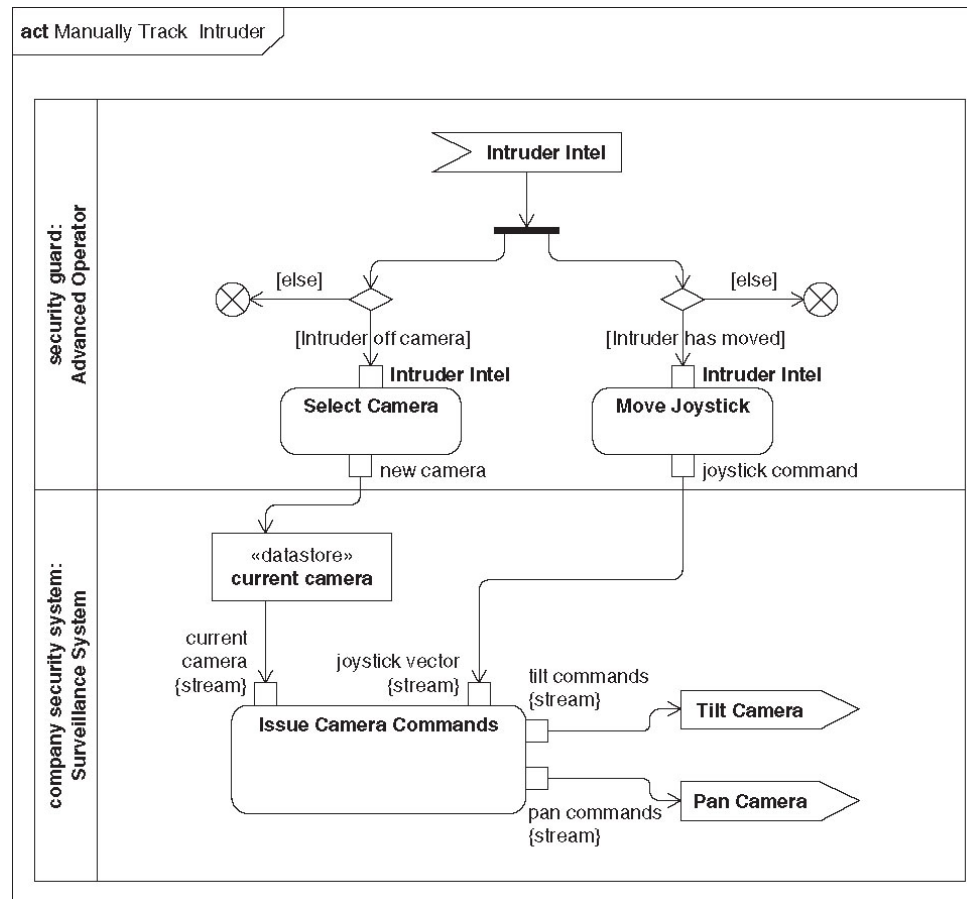 act Manually Track Intruder
security guard:
Advanced Operator
Intruder Intel
[else]
[else]
[Intruder off camera]
[Intruder has moved]
Intruder Intel
Intruder Intel
Select Camera
Move Joystick
new camera
joystick command
company security system:
Surveillance System
«datastore»
current camera
current
camera
{stream}
joystick vector
{stream}
tilt commands
{stream}
Tilt Camera
Issue Camera Commands
Pan Camera
pan commands
{stream}